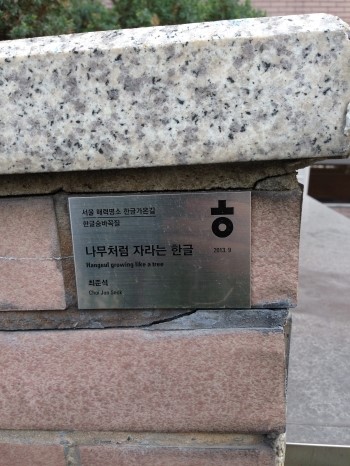 서울 매력명소 한글가온길
한글숨바꼭질
ㅎ
나무처럼 자라는 한글
2013. 9
Hangeul growing like a tree
최준석
Choi Jun Seok